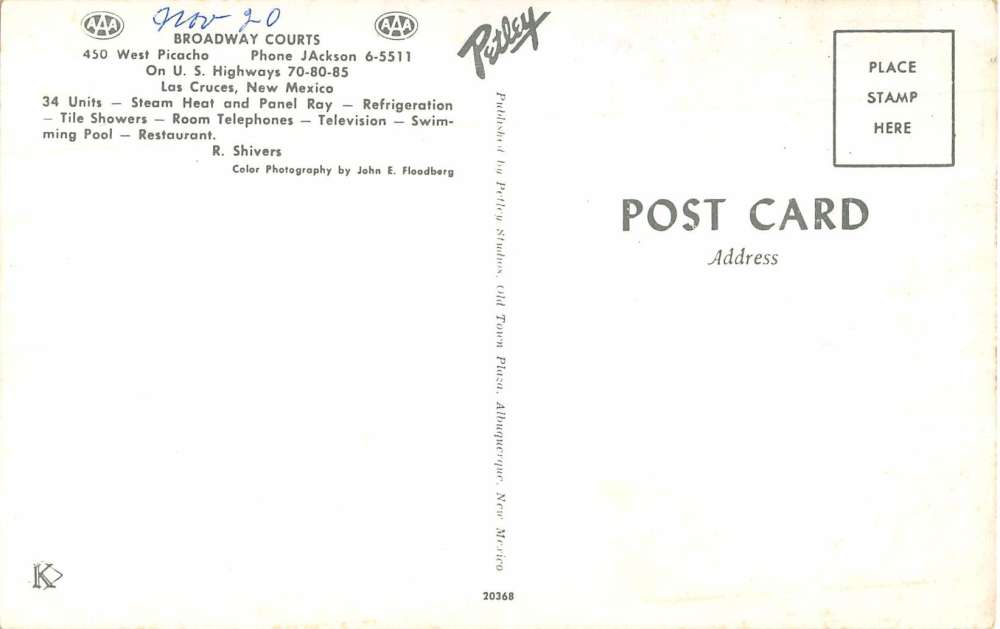 AAA Nov 20 AAA
BROADWAY COURTS
450 West Picacho Phone JAckson 6-5511
On U. S. Highways 70-80-85
Las Cruces, New Mexico
34 Units — Steam Heat and Panel Ray — Refrigeration
— Tile Showers — Room Telephones — Television — Swim-
ming Pool — Restaurant.
R. Shivers
Color Photography by John E. Floodberg
Petley
Published by Petley Studios, Old Town Plaza, Albuquerque, New Mexico
PLACE
STAMP
HERE
POST CARD
Address
K
20368